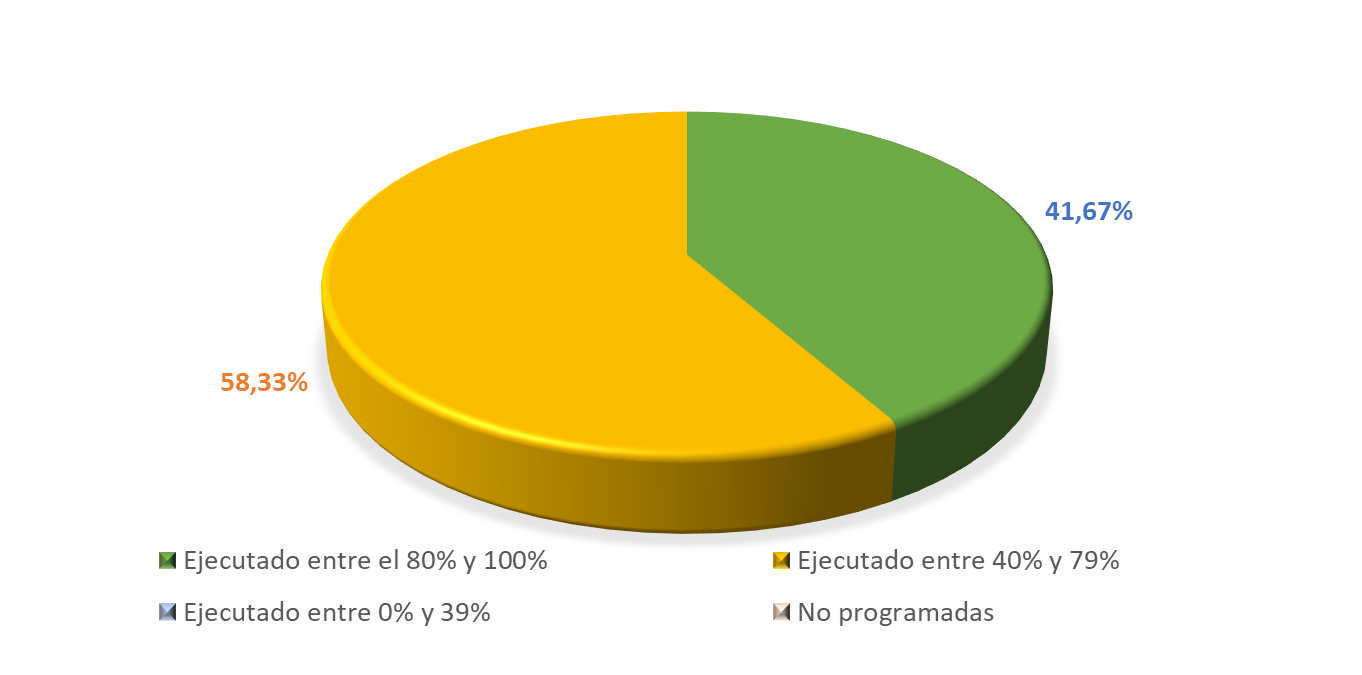 41,67%
58,33%
Ejecutado entre el 80% y 100%
Ejecutado entre 40% y 79%
Ejecutado entre 0% y 39%
No programadas